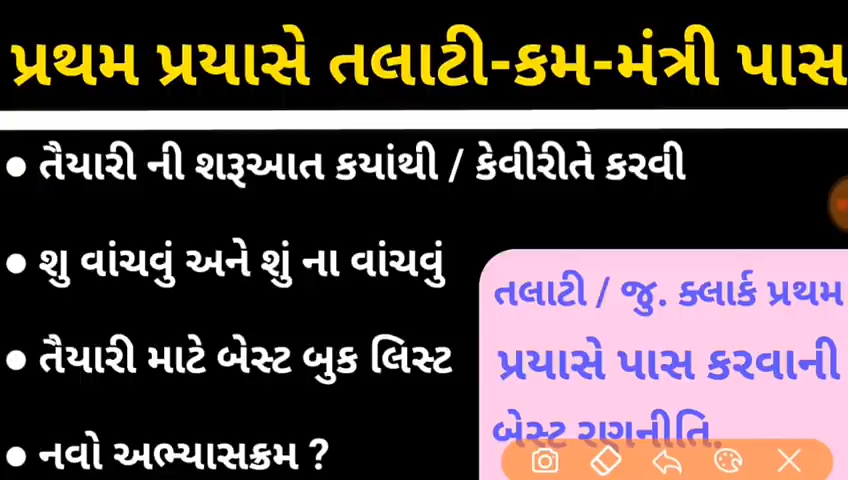 પ્રથમ પ્રયાસે તલાટી-કમ-મંત્રી પાસ
• તૈયારી ની શરૂઆત કયાંથી / કેવીરીતે કરવી
• શુ વાંચવું અને શું ના વાંચવું
• તૈયારી માટે બેસ્ટ બુક લિસ્ટ
• નવો અભ્યાસક્રમ ?
તલાટી / જુ. ક્લાર્ક પ્રથમ
પ્રયાસે પાસ કરવાની
બેસ્ટ રણનીતિ.